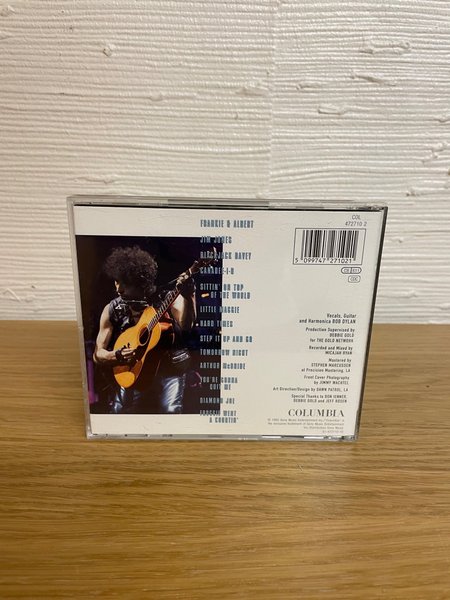 FRANKIE & ALBERT
JIM JONES
BLACKJACK DAVEY
CANADEE-I-O
SITTIN' ON TOP
OF THE WORLD
LITTLE MAGGIE
HARD TIMES
STEP IT UP AND GO
TOMORROW NIGHT
ARTHUR McBRIDE
YOU'RE GONNA
QUIT ME
DIAMOND JOE
FROGGIE WENT
A COURTIN'
COL
472710 2
5 099747 271021
Vocals, Guitar
and Harmonica BOB DYLAN
Production Supervised by
DEBBIE GOLD
for THE GOLD NETWORK
Recorded and Mixed by
MICAJAH RYAN
Mastered by
STEPHEN MARCUSSEN
at Precision Mastering, LA
Front Cover Photography
by JIMMY WACHTEL
Art Direction/Design by DAWN PATROL, LA
Special Thanks to DON IENNER,
DEBBIE GOLD and JEFF ROSEN
COLUMBIA